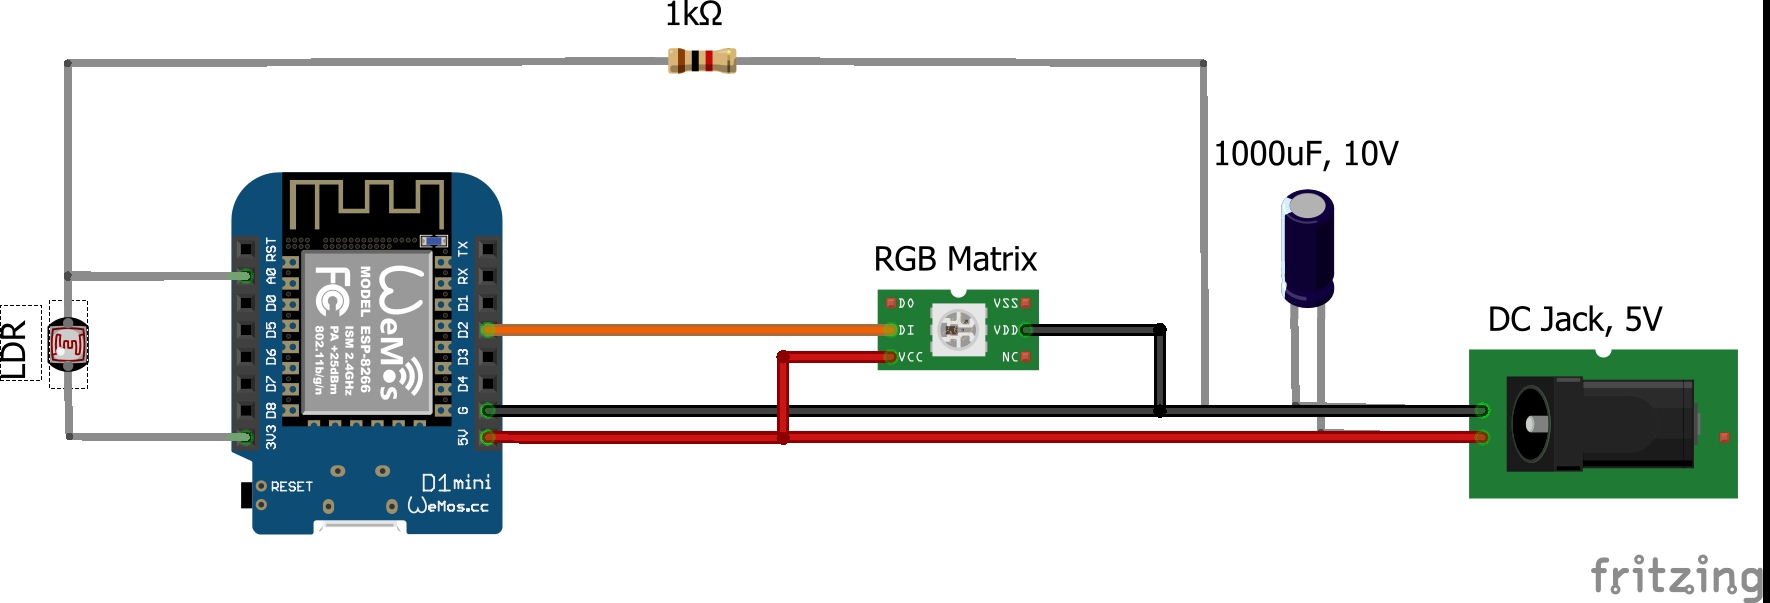 1kΩ
1000uF, 10V
RGB Matrix
DC Jack, 5V
LDR
RST
A0
D0
D5
D6
D7
D8
3V3
TX
RX
D1
D2
D3
D4
G
5V
WeMos
MODEL ESP-8266
ISM 2.4GHz
PA +25dBm
802.11b/g/n
FC
RESET
D1mini
WeMos.cc
DO
DI
VCC
VSS
VDD
NC
fritzing